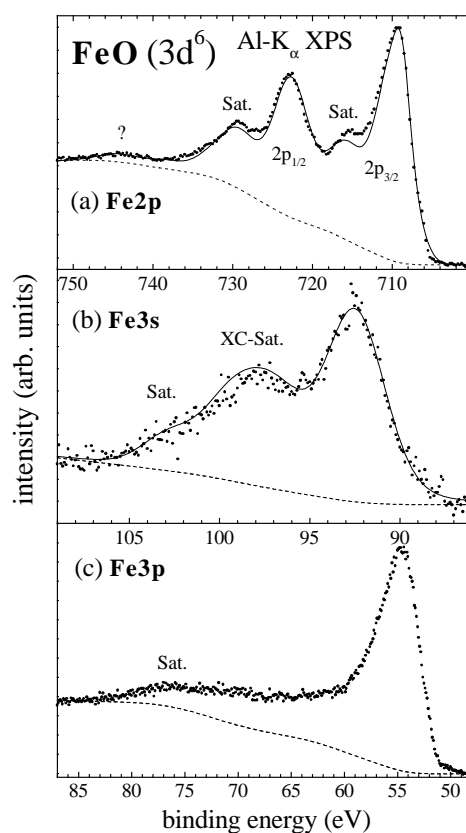 FeO (3d⁶) Al-Kα XPS
?
Sat.
Sat.
2p1/2
2p3/2
(a) Fe2p
750 740 730 720 710
(b) Fe3s
XC-Sat.
Sat.
intensity (arb. units)
105 100 95 90
(c) Fe3p
Sat.
85 80 75 70 65 60 55 50
binding energy (eV)